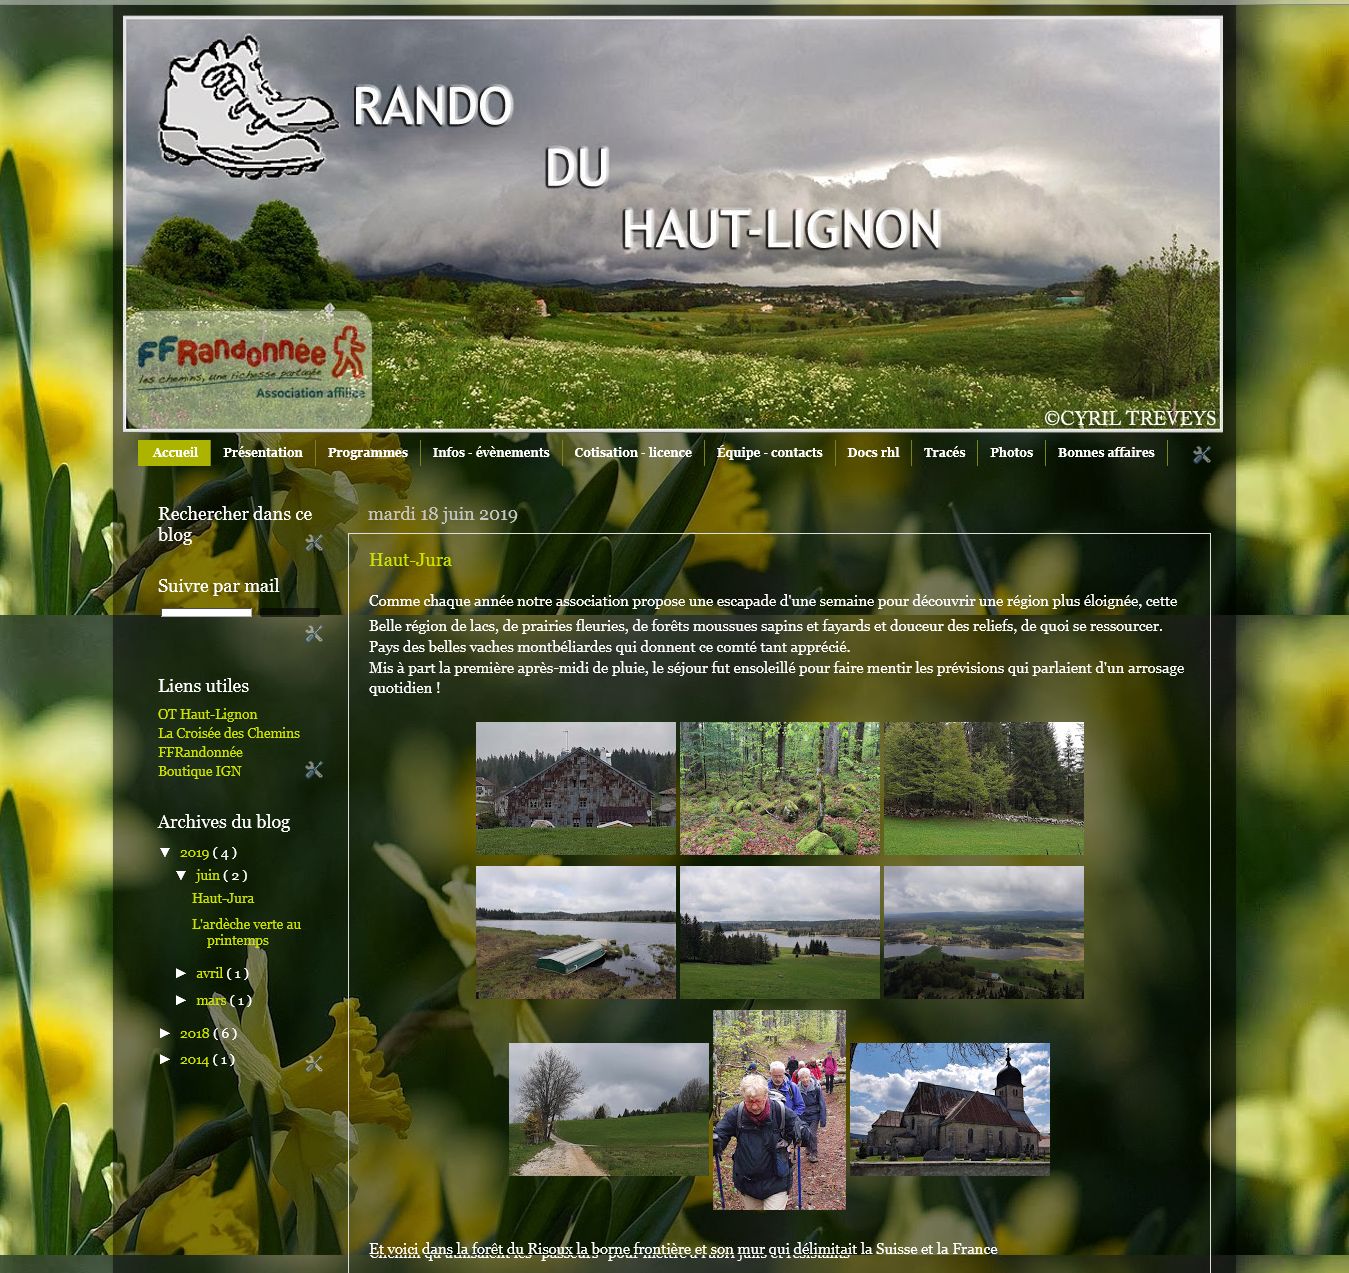 RANDO
DU
HAUT-LIGNON
FFRandonnée
les chemins, une richesse partagée
Association affiliée
©CYRIL TREVEYS
Accueil Présentation Programmes Infos - évènements Cotisation - licence Équipe - contacts Docs rhl Tracés Photos Bonnes affaires
Rechercher dans ce
blog
Suivre par mail
Liens utiles
OT Haut-Lignon
La Croisée des Chemins
FFRandonnée
Boutique IGN
Archives du blog
▼ 2019 ( 4 )
▼ juin ( 2 )
Haut-Jura
L'ardèche verte au
printemps
► avril ( 1 )
► mars ( 1 )
► 2018 ( 6 )
► 2014 ( 1 )
mardi 18 juin 2019
Haut-Jura
Comme chaque année notre association propose une escapade d'une semaine pour découvrir une région plus éloignée, cette
Belle région de lacs, de prairies fleuries, de forêts moussues sapins et fayards et douceur des reliefs, de quoi se ressourcer.
Pays des belles vaches montbéliardes qui donnent ce comté tant apprécié.
Mis à part la première après-midi de pluie, le séjour fut ensoleillé pour faire mentir les prévisions qui parlaient d'un arrosage
quotidien !
Et voici dans la forêt du Risoux la borne frontière et son mur qui délimitait la Suisse et la France